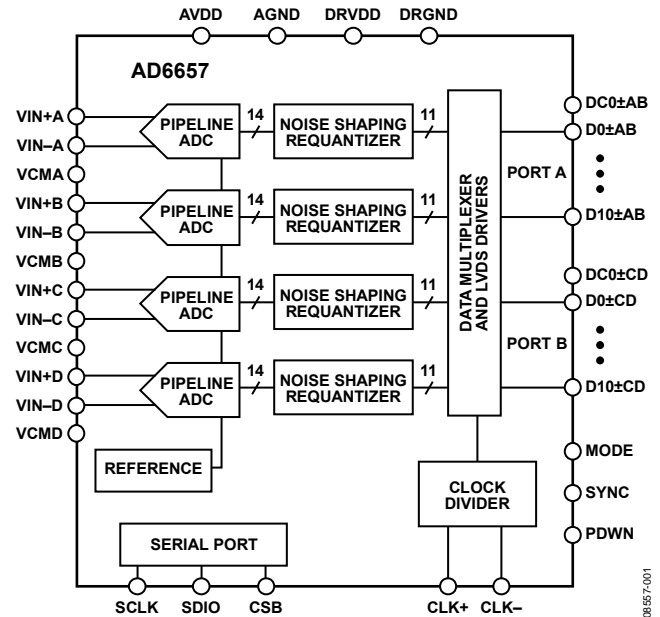 AVDD AGND DRVDD DRGND
AD6657
VIN+A
VIN–A
VCMA
VIN+B
VIN–B
VCMB
VIN+C
VIN–C
VCMC
VIN+D
VIN–D
VCMD
PIPELINE
ADC
14
NOISE SHAPING
REQUANTIZER
11
PIPELINE
ADC
14
NOISE SHAPING
REQUANTIZER
11
PIPELINE
ADC
14
NOISE SHAPING
REQUANTIZER
11
PIPELINE
ADC
14
NOISE SHAPING
REQUANTIZER
11
DATA MULTIPLEXER
AND LVDS DRIVERS
PORT A
PORT B
DC0±AB
D0±AB
D10±AB
DC0±CD
D0±CD
D10±CD
MODE
SYNC
PDWN
REFERENCE
CLOCK
DIVIDER
SERIAL PORT
SCLK SDIO CSB CLK+ CLK–
08557-001